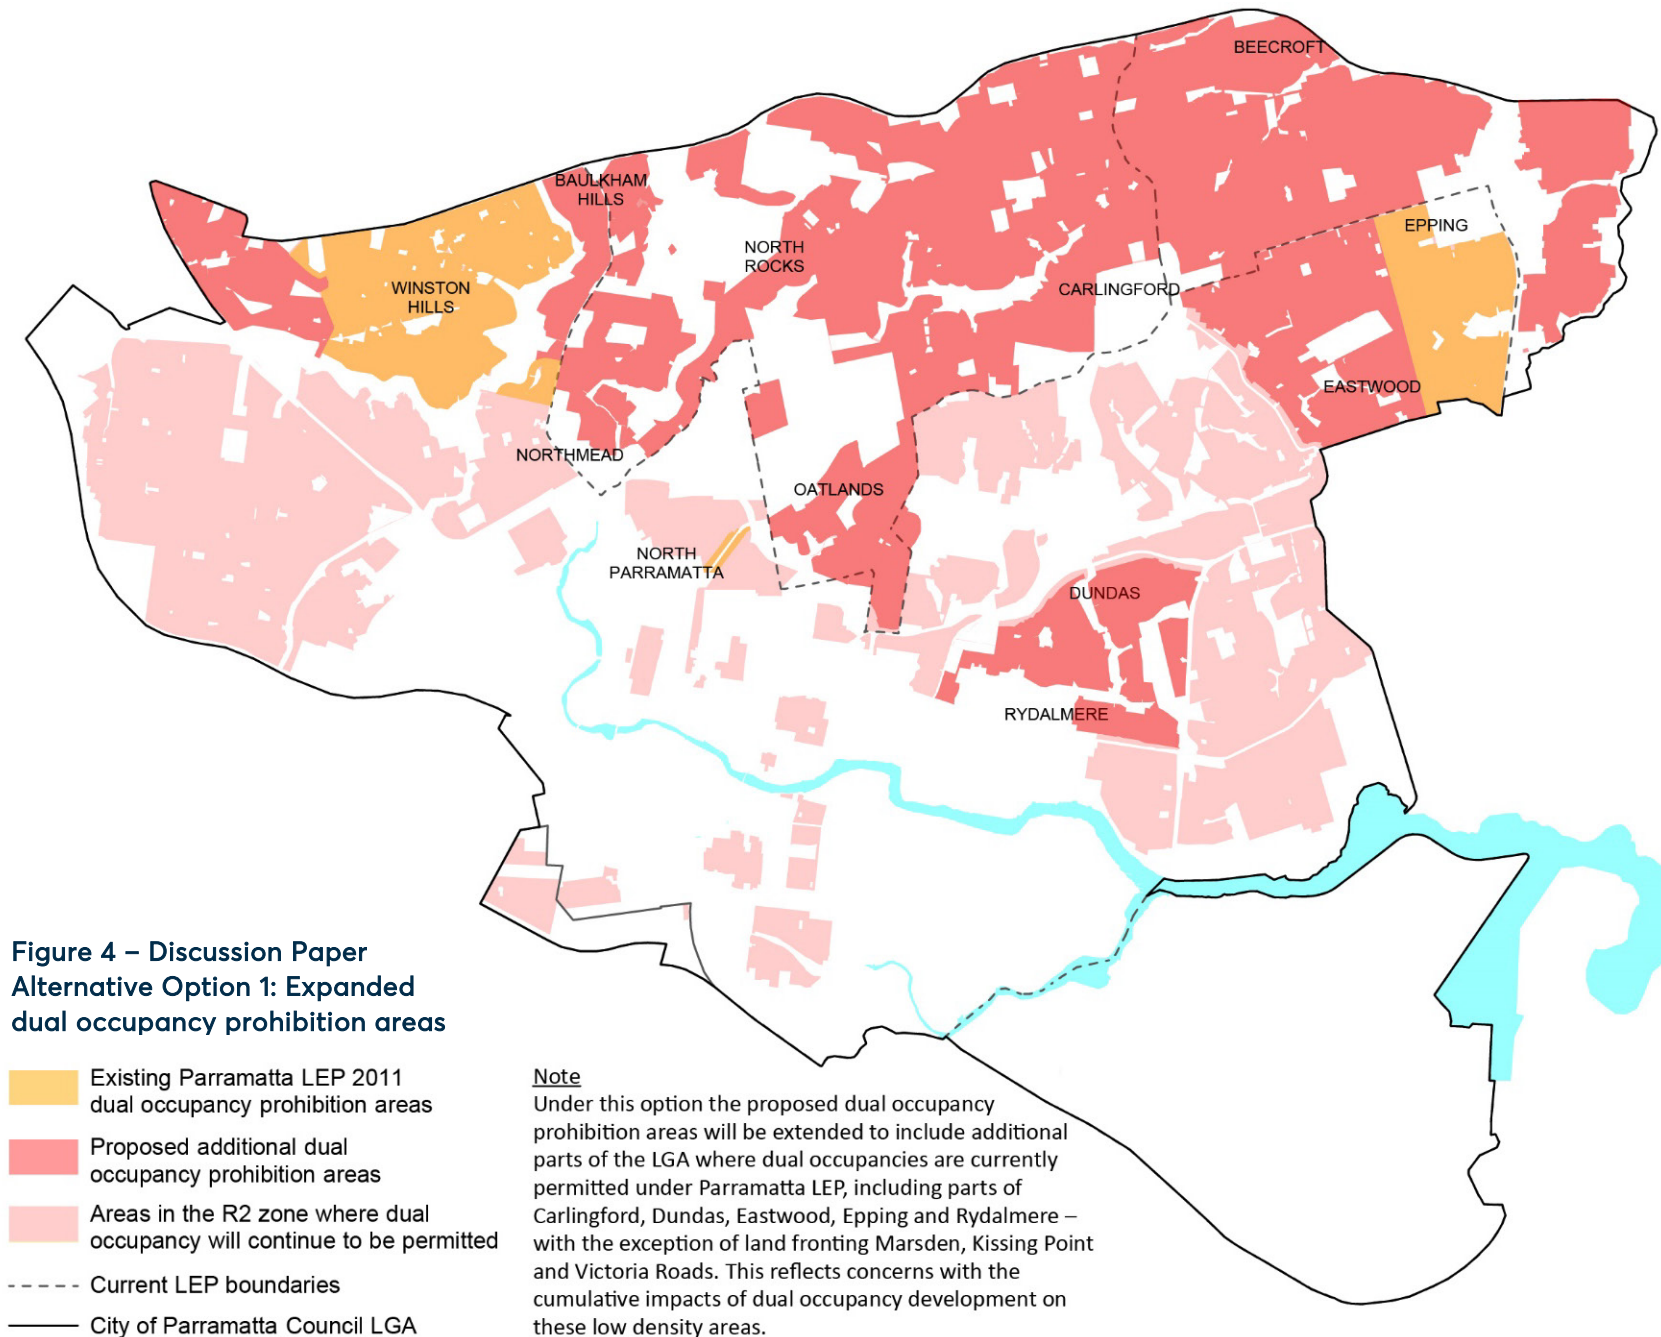 BEECROFT
BAULKHAM
HILLS
EPPING
NORTH
ROCKS
WINSTON
HILLS
CARLINGFORD
EASTWOOD
NORTHMEAD
OATLANDS
NORTH
PARRAMATTA
DUNDAS
RYDALMERE
Figure 4 – Discussion Paper
Alternative Option 1: Expanded
dual occupancy prohibition areas
Existing Parramatta LEP 2011
dual occupancy prohibition areas
Proposed additional dual
occupancy prohibition areas
Areas in the R2 zone where dual
occupancy will continue to be permitted
Current LEP boundaries
City of Parramatta Council LGA
Note
Under this option the proposed dual occupancy
prohibition areas will be extended to include additional
parts of the LGA where dual occupancies are currently
permitted under Parramatta LEP, including parts of
Carlingford, Dundas, Eastwood, Epping and Rydalmere –
with the exception of land fronting Marsden, Kissing Point
and Victoria Roads. This reflects concerns with the
cumulative impacts of dual occupancy development on
these low density areas.